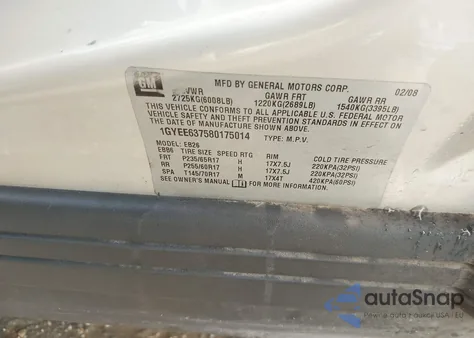 GM
MFD BY GENERAL MOTORS CORP. 02/08
GVWR GAWR FRT GAWR RR
2725KG(6008LB) 1220KG(2689LB) 1540KG(3395LB)
THIS VEHICLE CONFORMS TO ALL APPLICABLE U.S. FEDERAL MOTOR
VEHICLE SAFETY AND THEFT PREVENTION STANDARDS IN EFFECT ON
THE DATE OF MANUFACTURE SHOWN ABOVE.
1GYEE637580175014 TYPE: M.P.V.
MODEL: EB26
EBB6 TIRE SIZE SPEED RTG RIM COLD TIRE PRESSURE
FRT P235/65R17 H 17X7.5J 220KPA(32PSI)
RR P255/60R17 H 17X7.5J 220KPA(32PSI)
SPA T145/70R17 M 17X4T 420KPA(60PSI)
SEE OWNER'S MANUAL FOR MORE INFORMATION.
autoSnap